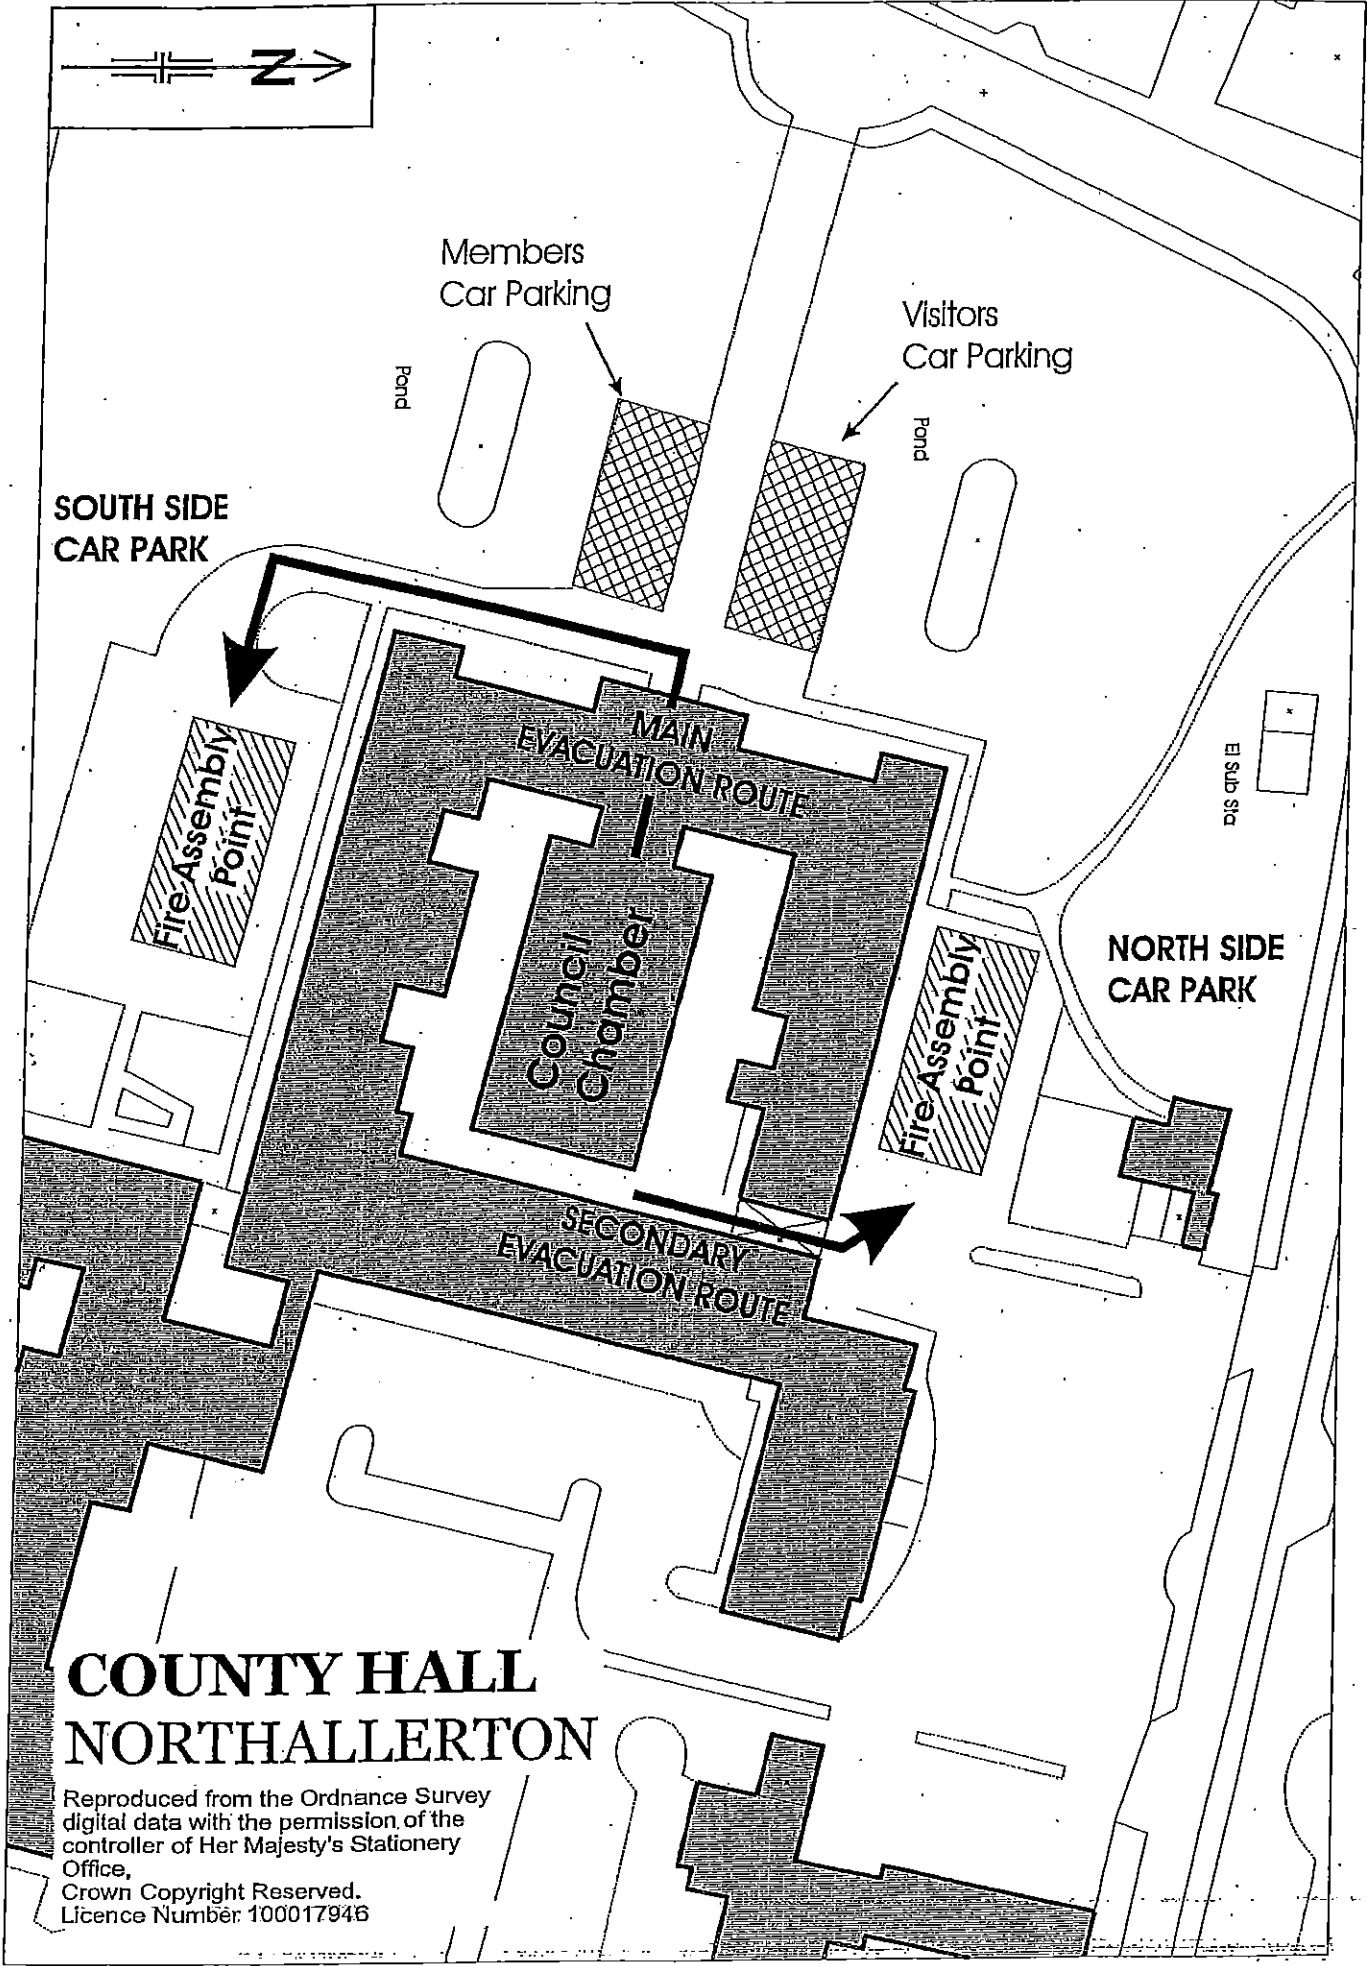 N
Members
Car Parking
Visitors
Car Parking
Pond
Pond
SOUTH SIDE
CAR PARK
MAIN
EVACUATION ROUTE
El Sub Sta
Fire Assembly
Point
Council
Chamber
Fire Assembly
Point
NORTH SIDE
CAR PARK
SECONDARY
EVACUATION ROUTE
COUNTY HALL
NORTHALLERTON
Reproduced from the Ordnance Survey
digital data with the permission of the
controller of Her Majesty's Stationery
Office,
Crown Copyright Reserved.
Licence Number 100017946